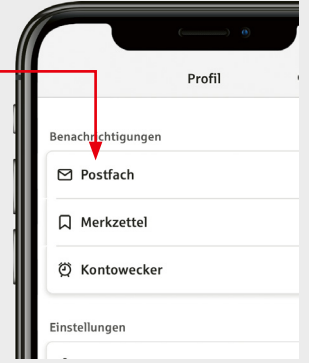 Profil
Benachrichtigungen
Postfach
Merkzettel
Kontowecker
Einstellungen